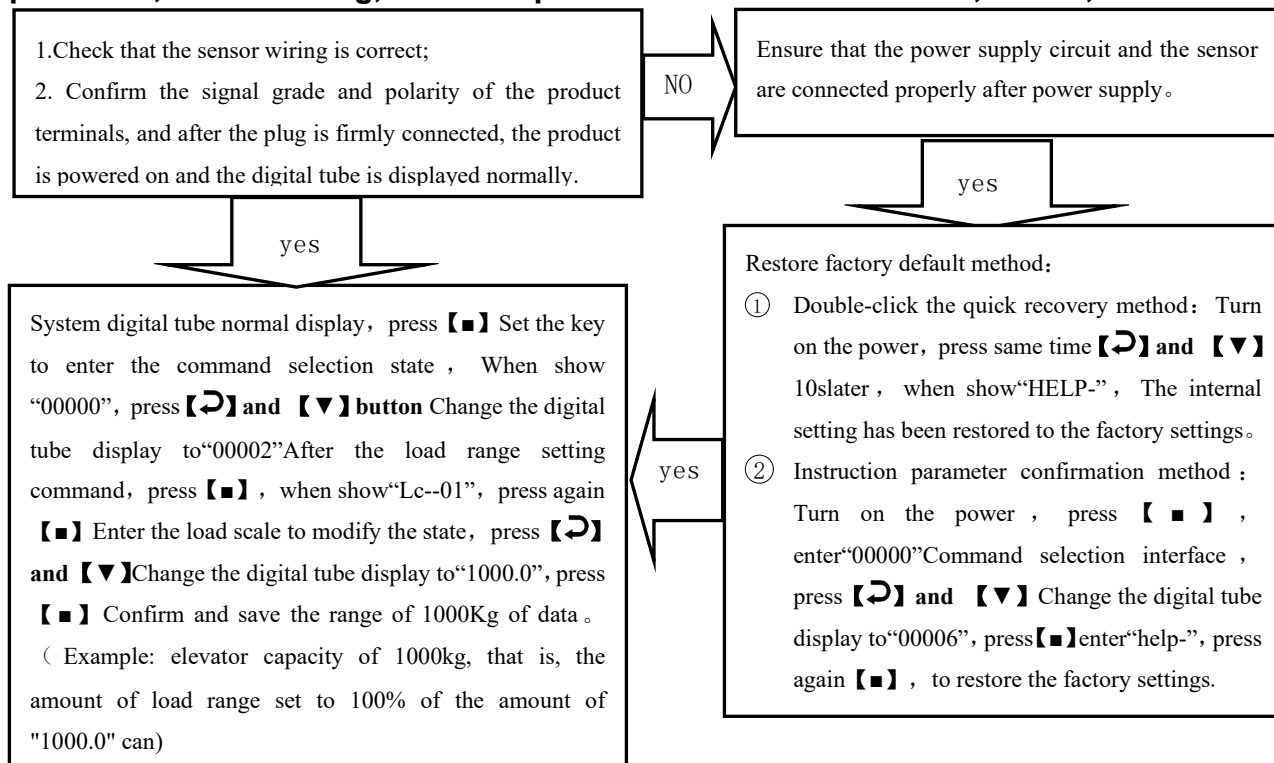 1.Check that the sensor wiring is correct;
2. Confirm the signal grade and polarity of the product
terminals, and after the plug is firmly connected, the product
is powered on and the digital tube is displayed normally.
NO
Ensure that the power supply circuit and the sensor
are connected properly after power supply。
yes
yes
System digital tube normal display，press【■】Set the key
to enter the command selection state ， When show
“00000”，press【⮌】and 【▼】button Change the digital
tube display to“00002”After the load range setting
command，press【■】，when show“Lc--01”，press again
【■】Enter the load scale to modify the state，press【⮌】
and【▼】Change the digital tube display to“1000.0”，press
【■】Confirm and save the range of 1000Kg of data。
（Example: elevator capacity of 1000kg, that is, the
amount of load range set to 100% of the amount of
"1000.0" can)
yes
Restore factory default method：
① Double-click the quick recovery method：Turn
on the power，press same time【⮌】and 【▼】
10slater，when show“HELP-”，The internal
setting has been restored to the factory settings。
② Instruction parameter confirmation method：
Turn on the power ，press 【■】，
enter“00000”Command selection interface，
press【⮌】and 【▼】Change the digital tube
display to“00006”，press【■】enter“help-”，press
again【■】，to restore the factory settings.